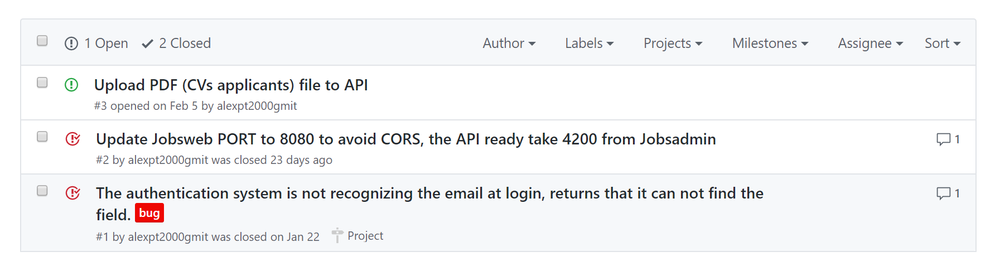 1 Open 2 Closed Author Labels Projects Milestones Assignee Sort
Upload PDF (CVs applicants) file to API
#3 opened on Feb 5 by alexpt2000gmit
Update Jobsweb PORT to 8080 to avoid CORS, the API ready take 4200 from Jobsadmin 1
#2 by alexpt2000gmit was closed 23 days ago
The authentication system is not recognizing the email at login, returns that it can not find the 1
field. bug
#1 by alexpt2000gmit was closed on Jan 22 Project